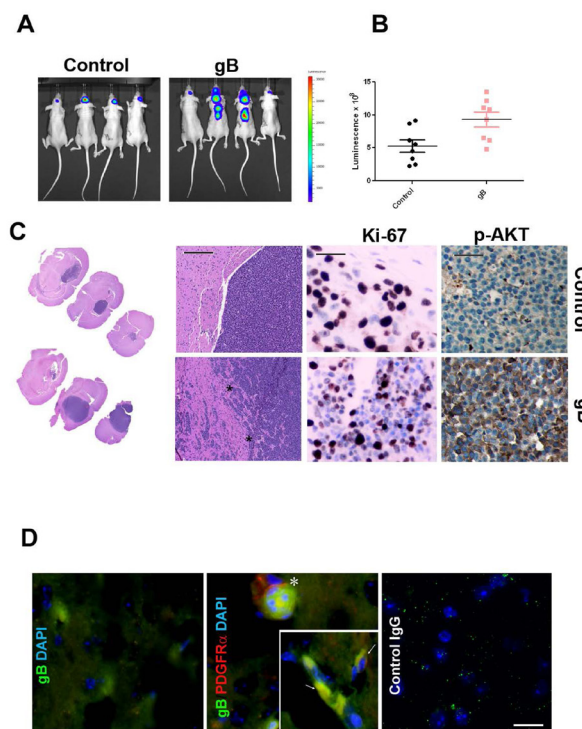 A
B
Control
gB
15
10
5
0
Luminescence x 10⁸
Control
gB
C
Ki-67
p-AKT
*
*
Control
gB
D
gB DAPI
gB PDGFRα DAPI
*
Control IgG